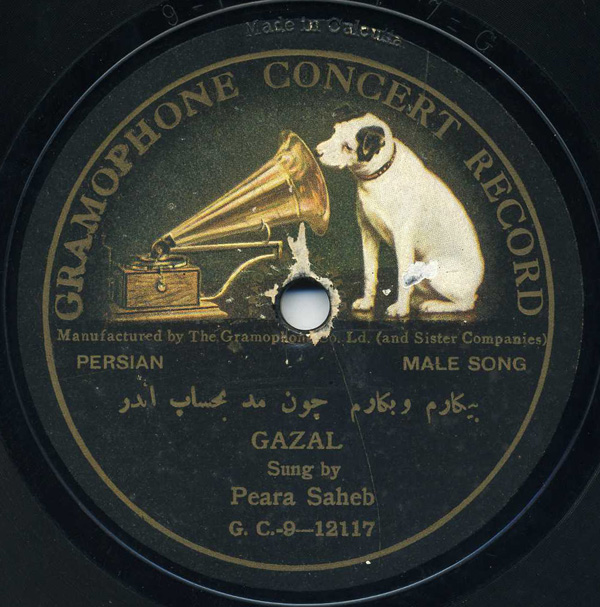 Made in Calcutta
GRAMOPHONE CONCERT RECORD
Manufactured by The Gramophone Co. Ld. (and Sister Companies)
PERSIAN
MALE SONG
بیکارم وبکارم چون مد بحساب اندر
GAZAL
Sung by
Peara Saheb
G. C.-9—12117